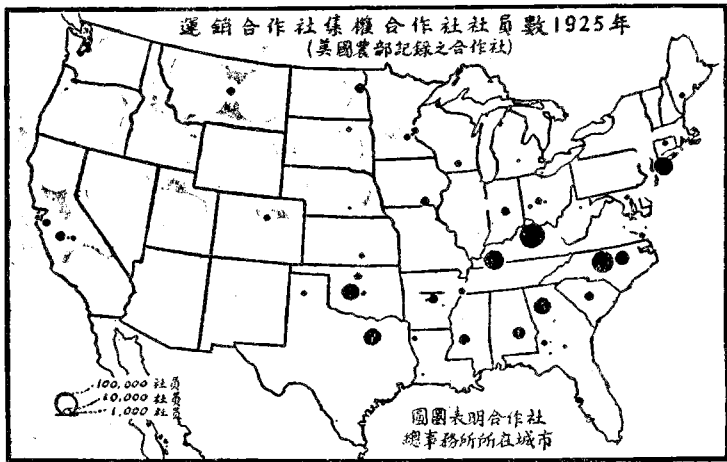 運銷合作社集權合作社社員數1925年
(美國農部記錄之合作社)
100,000 社員
60,000 社員
1,000 社員
圓圈表明合作社
總事務所所在城市